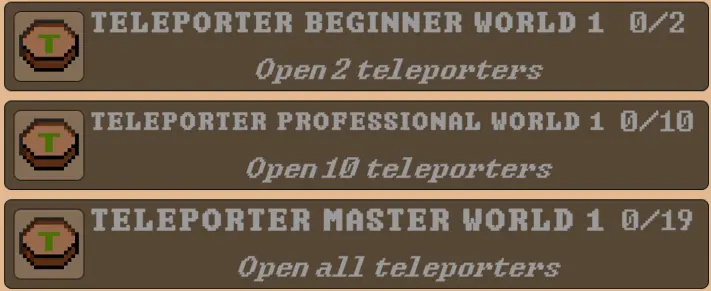 TELEPORTER BEGINNER WORLD 1 0/2
Open 2 teleporters
TELEPORTER PROFESSIONAL WORLD 1 0/10
Open 10 teleporters
TELEPORTER MASTER WORLD 1 0/19
Open all teleporters
T
T
T